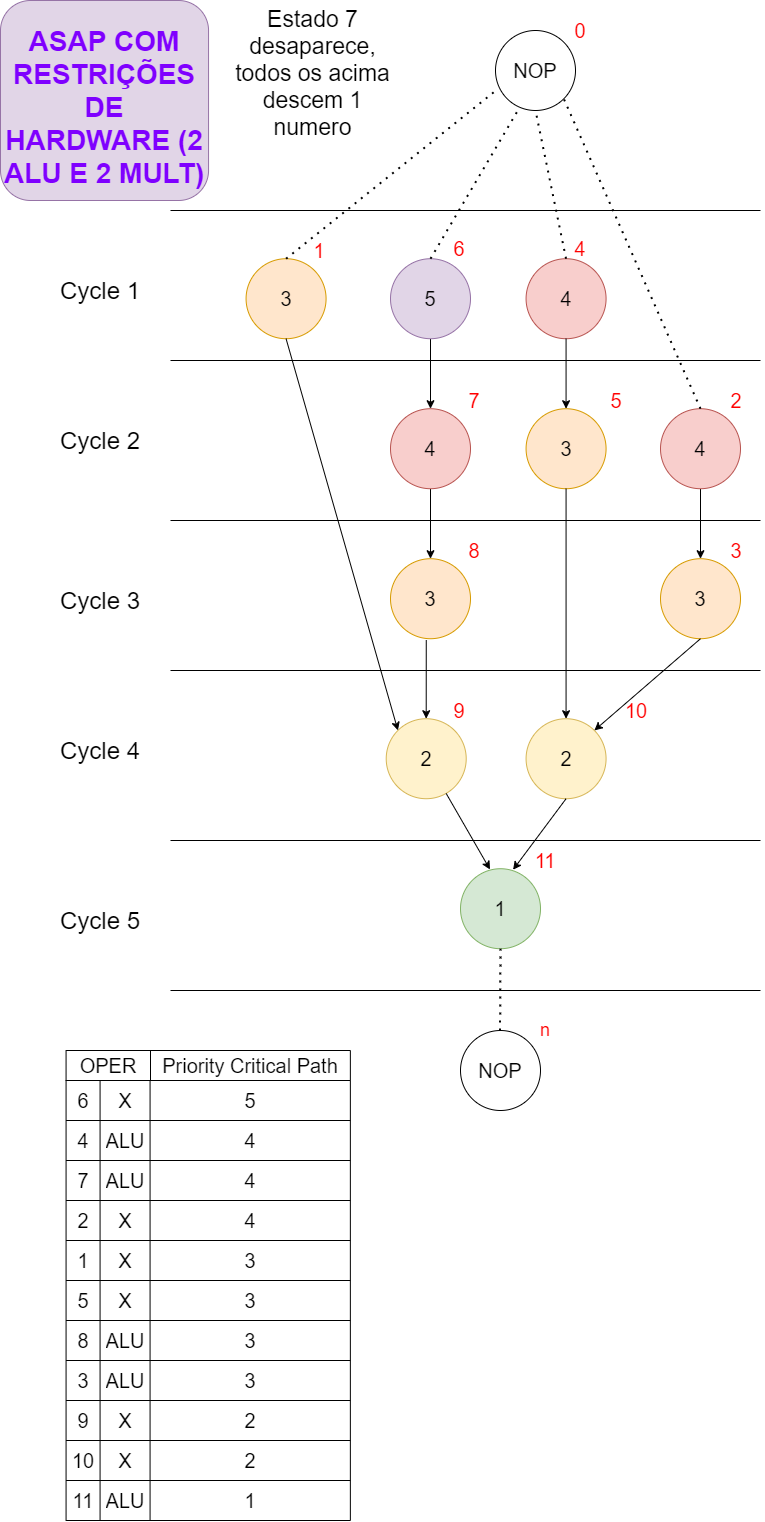 ASAP COM
RESTRIÇÕES
DE
HARDWARE (2
ALU E 2 MULT)
Estado 7
desaparece,
todos os acima
descem 1
numero
0
NOP
Cycle 1
1
3
6
5
4
4
Cycle 2
7
4
5
3
2
4
Cycle 3
8
3
3
3
Cycle 4
9
2
10
2
Cycle 5
11
1
n
NOP
OPER Priority Critical Path
6 X 5
4 ALU 4
7 ALU 4
2 X 4
1 X 3
5 X 3
8 ALU 3
3 ALU 3
9 X 2
10 X 2
11 ALU 1